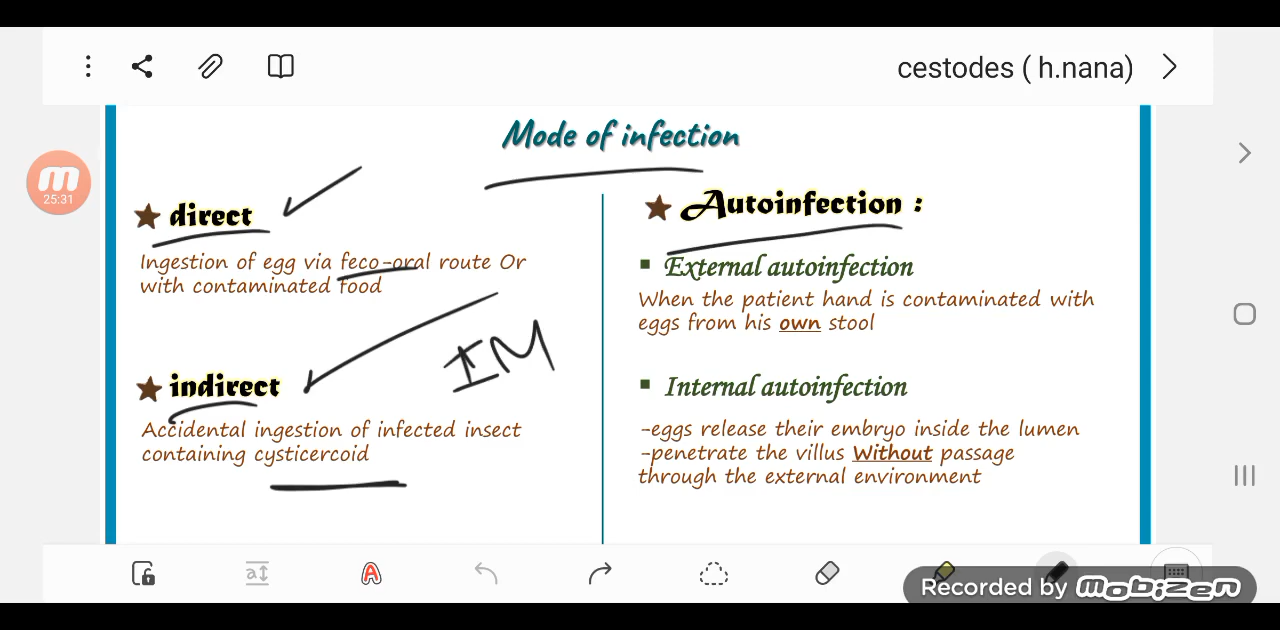 cestodes ( h.nana)
25:31
Mode of infection
direct
Ingestion of egg via feco-oral route Or
with contaminated food
IM
indirect
Accidental ingestion of infected insect
containing cysticercoid
Autoinfection :
External autoinfection
When the patient hand is contaminated with
eggs from his own stool
Internal autoinfection
-eggs release their embryo inside the lumen
-penetrate the villus Without passage
through the external environment
Recorded by mobizen